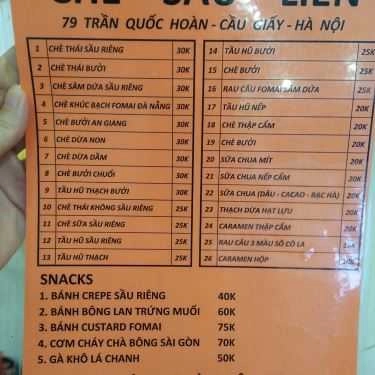 CHÈ SẦU LIÊN
79 TRẦN QUỐC HOÀN - CẦU GIẤY - HÀ NỘI
1 CHÈ THÁI SẦU RIÊNG 30K
2 CHÈ THÁI BƯỞI 30K
3 CHÈ SÂM DỪA SẦU RIÊNG 30K
4 CHÈ KHÚC BẠCH FOMAI ĐÀ NẴNG 30K
5 CHÈ BƯỞI AN GIANG 30K
6 CHÈ DỪA NON 30K
7 CHÈ DỪA DẦM 30K
8 CHÈ BƯỞI CHUỐI 30K
9 TÀU HŨ THẠCH BƯỞI 30K
10 CHÈ THÁI KHÔNG SẦU RIÊNG 25K
11 CHÈ SỮA SẦU RIÊNG 25K
12 TÀU HŨ SẦU RIÊNG 25K
13 TÀU HŨ THẠCH 25K
14 TÀU HŨ BƯỞI 25K
15 CHÈ BƯỞI 25K
16 RAU CÂU FOMAI SẦM DỨA 25K
17 TÀU HŨ NẾP 20K
18 CHÈ THẬP CẨM 20K
19 CHÈ BƯỞI 20K
20 SỮA CHUA MÍT 20K
21 SỮA CHUA NẾP CẨM 20K
22 SỮA CHUA (DÂU - CACAO - BẠC HÀ) 20K
23 THẠCH DỪA HẠT LỰU 20K
24 CARAMEN THẬP CẨM 20K
25 RAU CÂU 3 MÀU SÔ CÔ LA
26 CARAMEN HỘP
SNACKS
1. BÁNH CREPE SẦU RIÊNG 40K
2. BÁNH BÔNG LAN TRỨNG MUỐI 60K
3. BÁNH CUSTARD FOMAI 75K
4. CƠM CHÁY CHÀ BÔNG SÀI GÒN 70K
5. GÀ KHÔ LÁ CHANH 50K